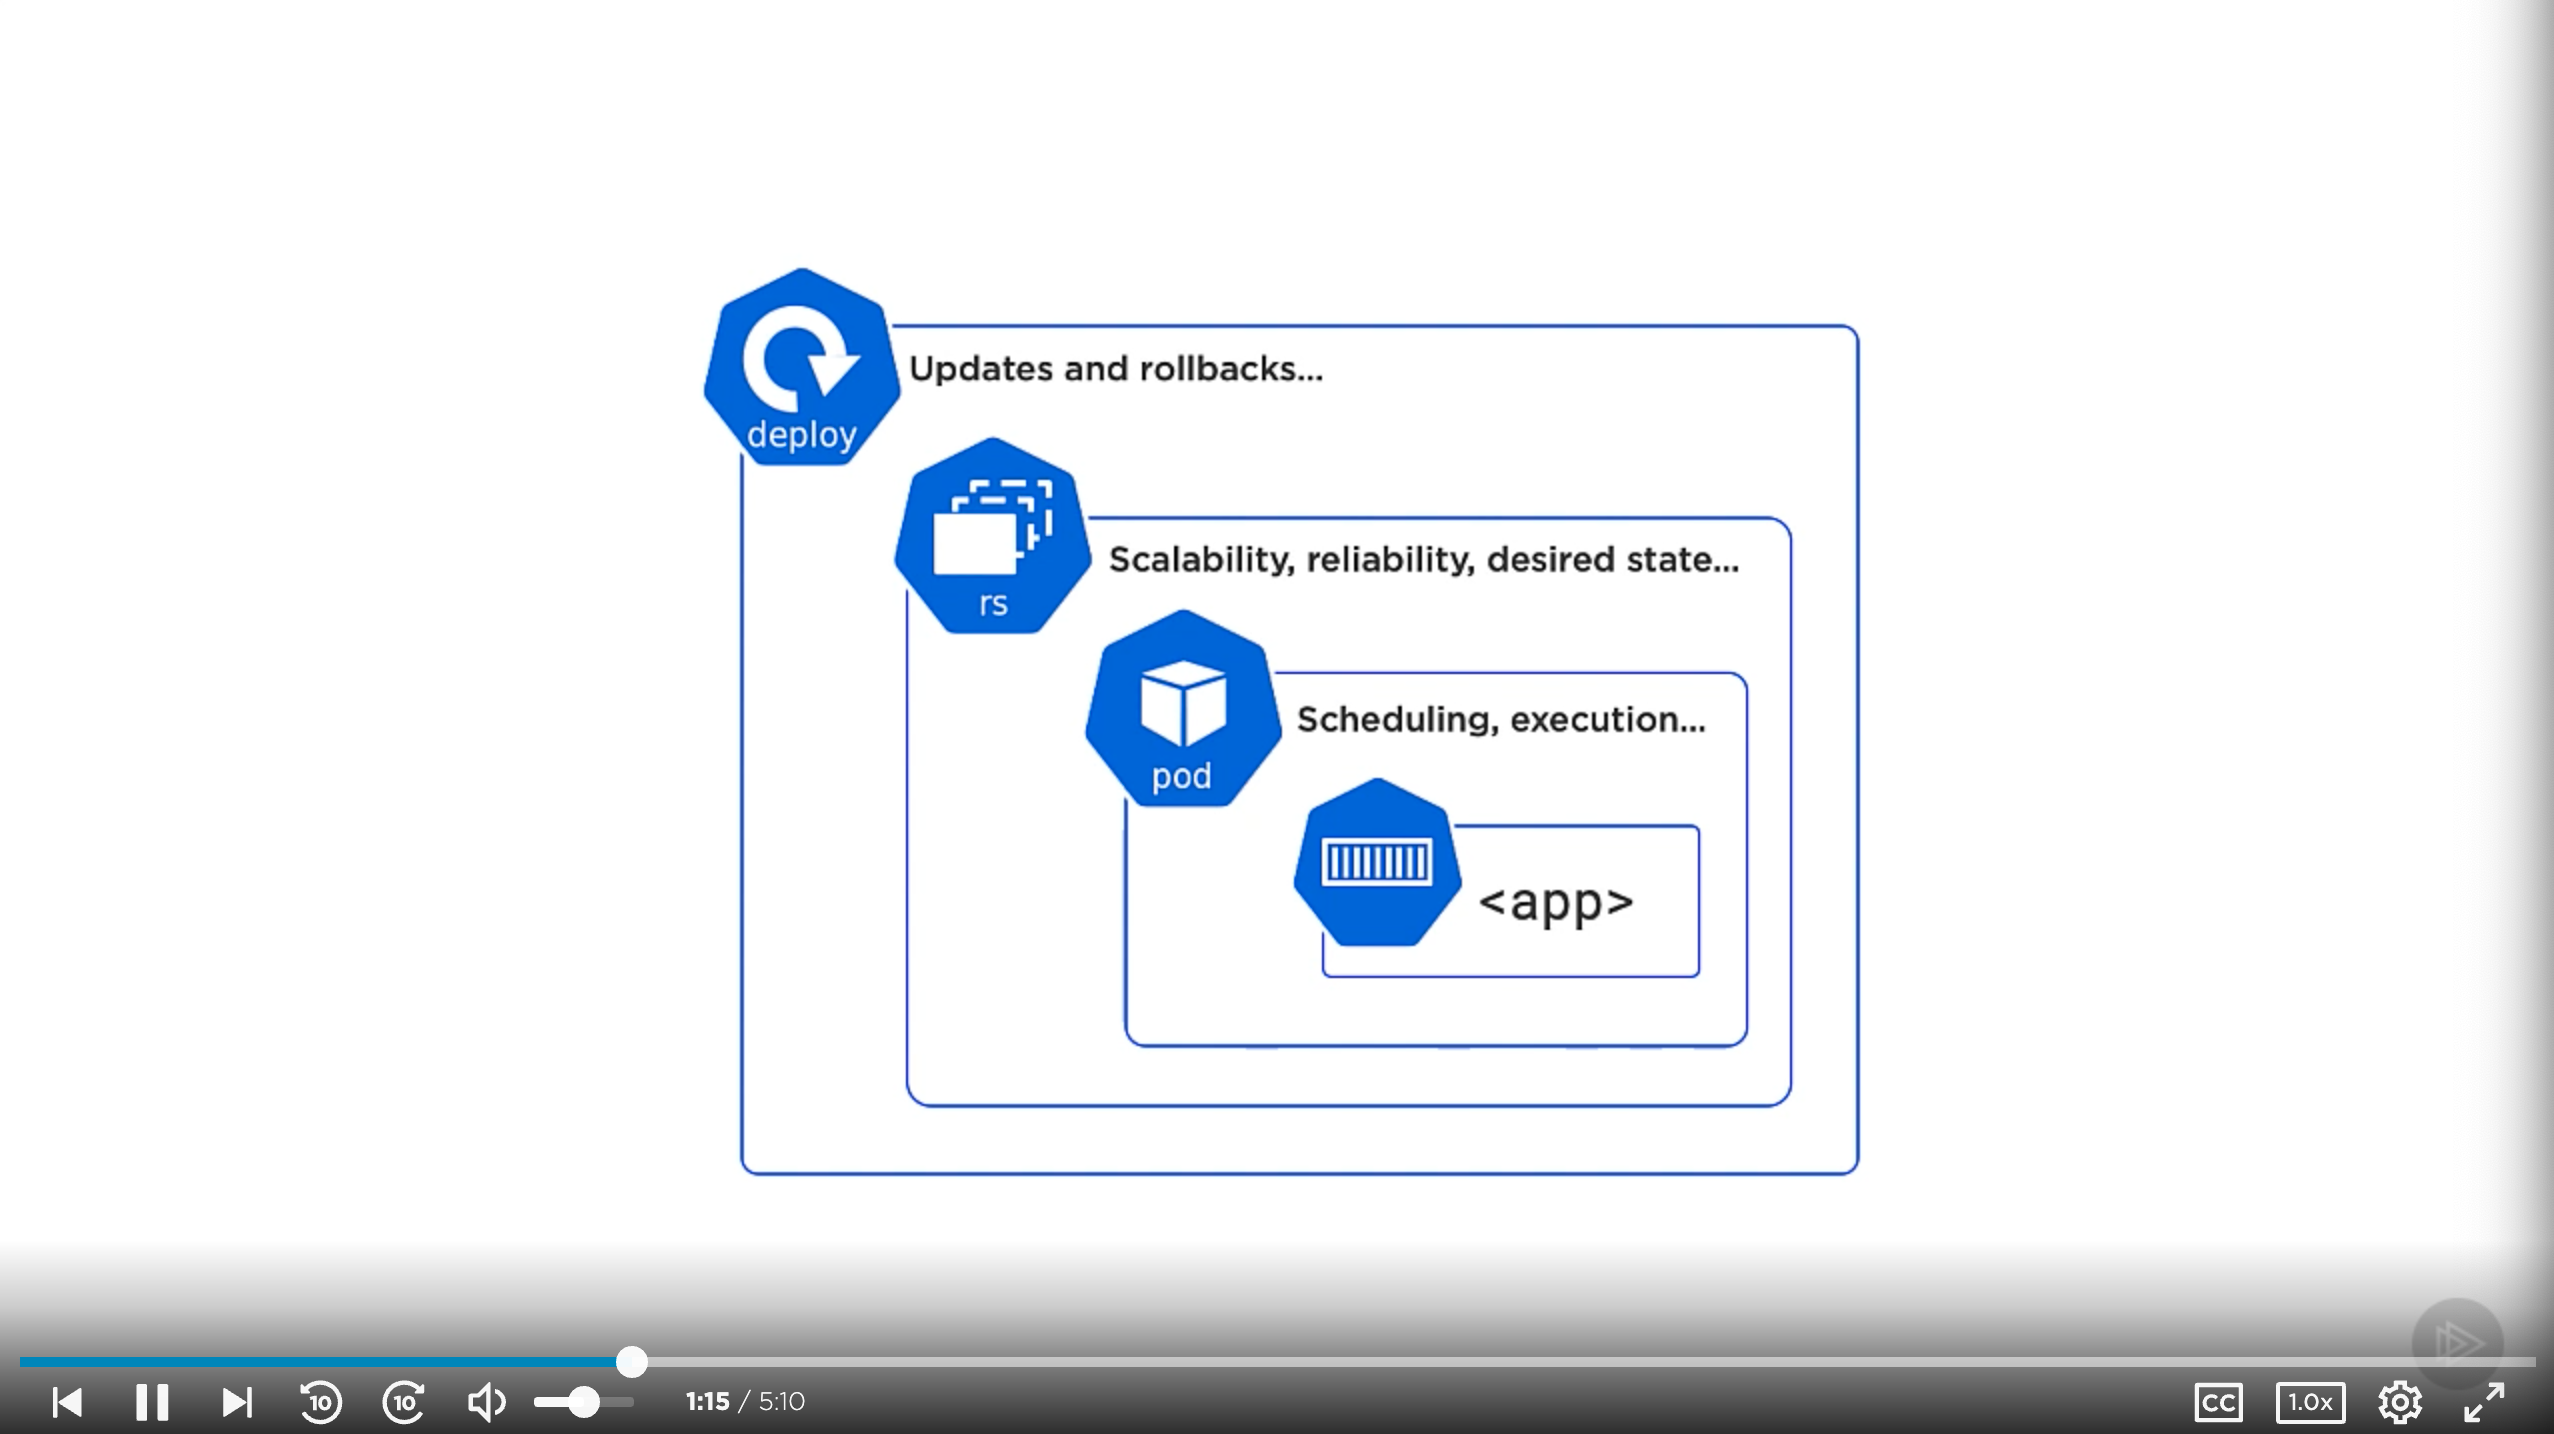 Updates and rollbacks...
deploy
Scalability, reliability, desired state...
rs
Scheduling, execution...
pod
<app>
10
10
1:15 / 5:10
CC
1.0x